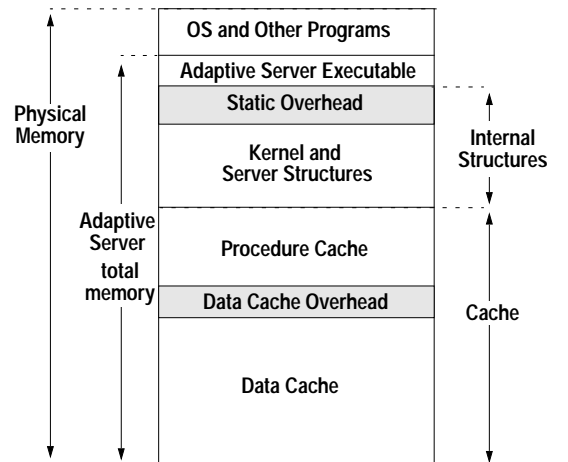 OS and Other Programs
Adaptive Server Executable
Static Overhead
Physical
Memory
Kernel and
Server Structures
Internal
Structures
Adaptive
Server
total
memory
Procedure Cache
Data Cache Overhead
Cache
Data Cache